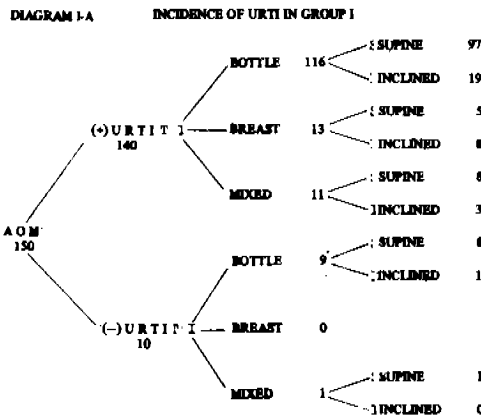 DIAGRAM I-A INCIDENCE OF URTI IN GROUP I
SUPINE 97
BOTTLE 116
INCLINED 19
SUPINE 5
(+) URTI BREAST 13
140
INCLINED
SUPINE 8
MIXED 11
INCLINED 3
AOM
150
SUPINE
BOTTLE 9
INCLINED 1
(–) URTI BREAST 0
10
SUPINE 1
MIXED 1
INCLINED 0